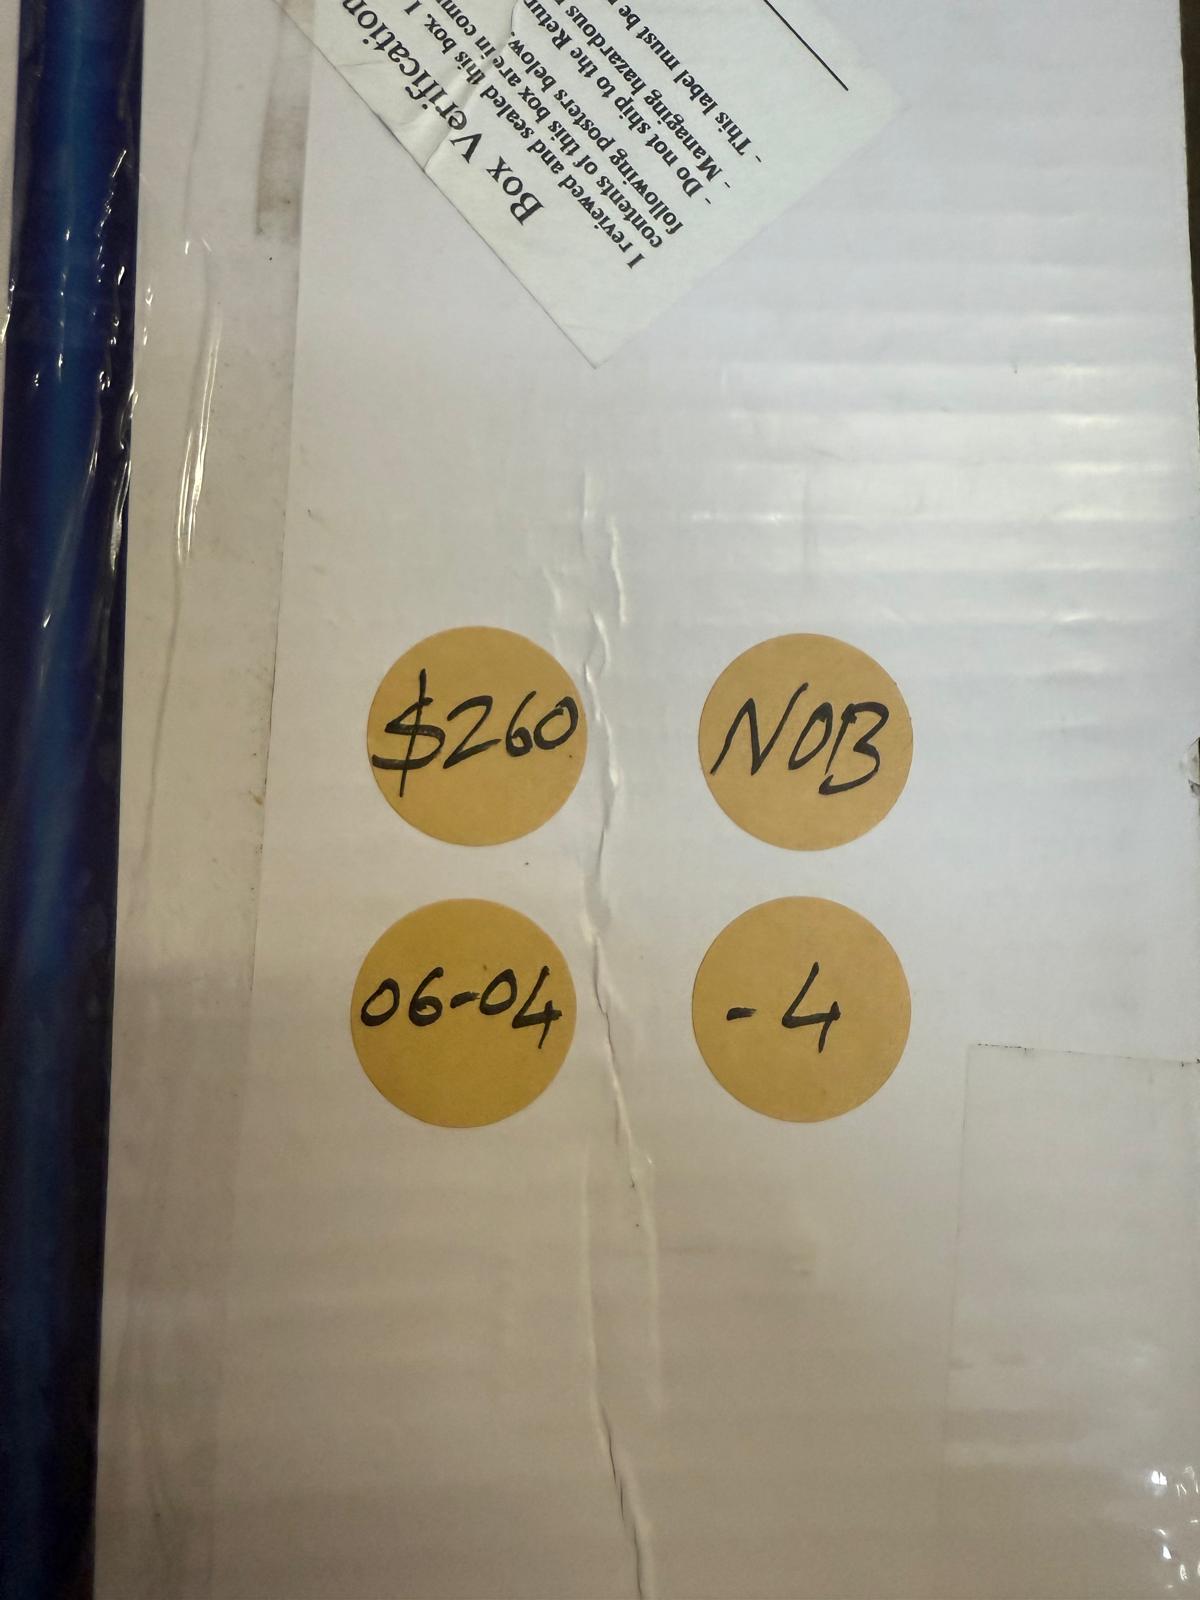 Box Verification
I reviewed and sealed this box. I
contents of this box are in com
following posters below.
- Do not ship to the Retur
- Managing hazardous
- This label must be
$260
NOB
06-04
- 4